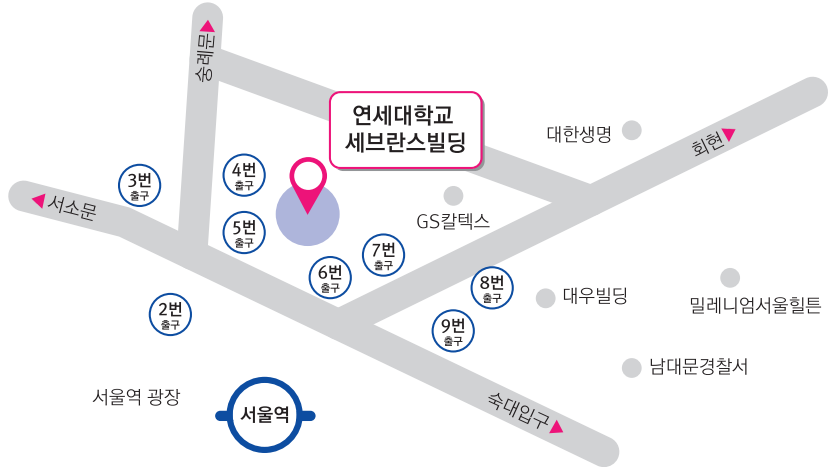 숭례문
연세대학교
세브란스빌딩
대한생명
회현
3번
출구
4번
출구
서소문
GS칼텍스
5번
출구
7번
출구
6번
출구
8번
출구
대우빌딩
밀레니엄서울힐튼
2번
출구
9번
출구
남대문경찰서
서울역 광장
서울역
숙대입구